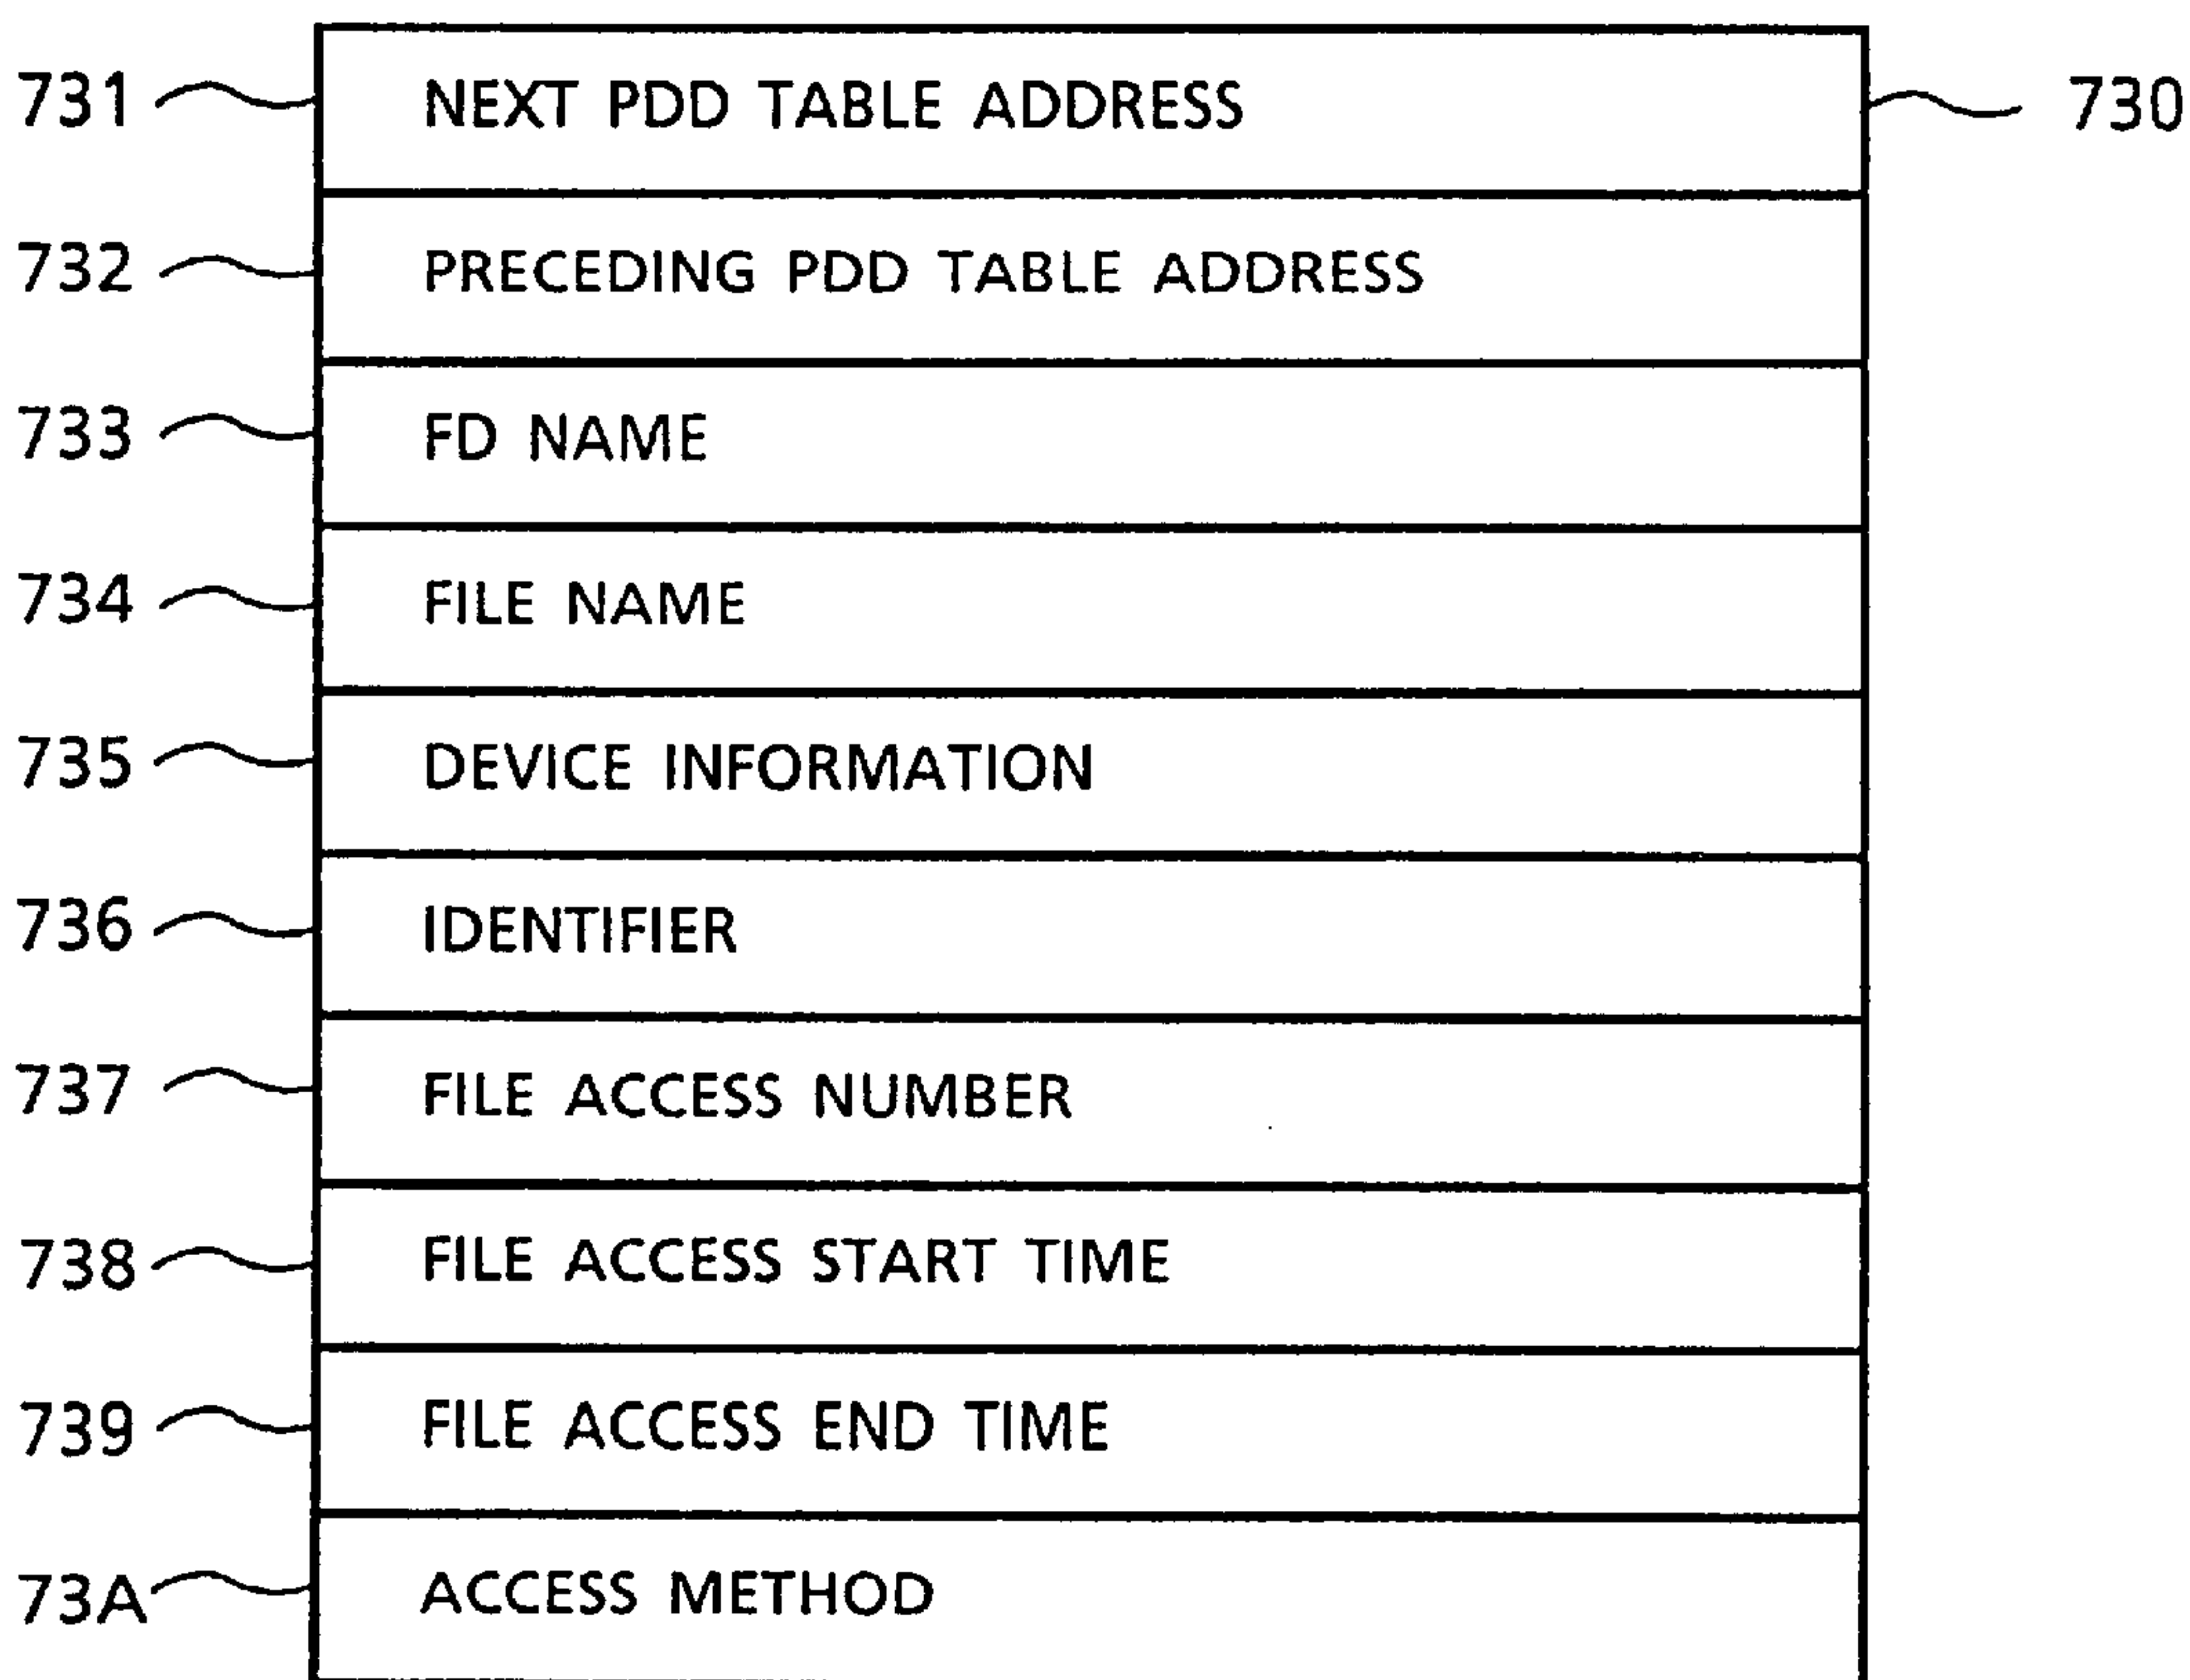 731 NEXT PDD TABLE ADDRESS 730
732 PRECEDING PDD TABLE ADDRESS
733 FD NAME
734 FILE NAME
735 DEVICE INFORMATION
736 IDENTIFIER
737 FILE ACCESS NUMBER
738 FILE ACCESS START TIME
739 FILE ACCESS END TIME
73A ACCESS METHOD